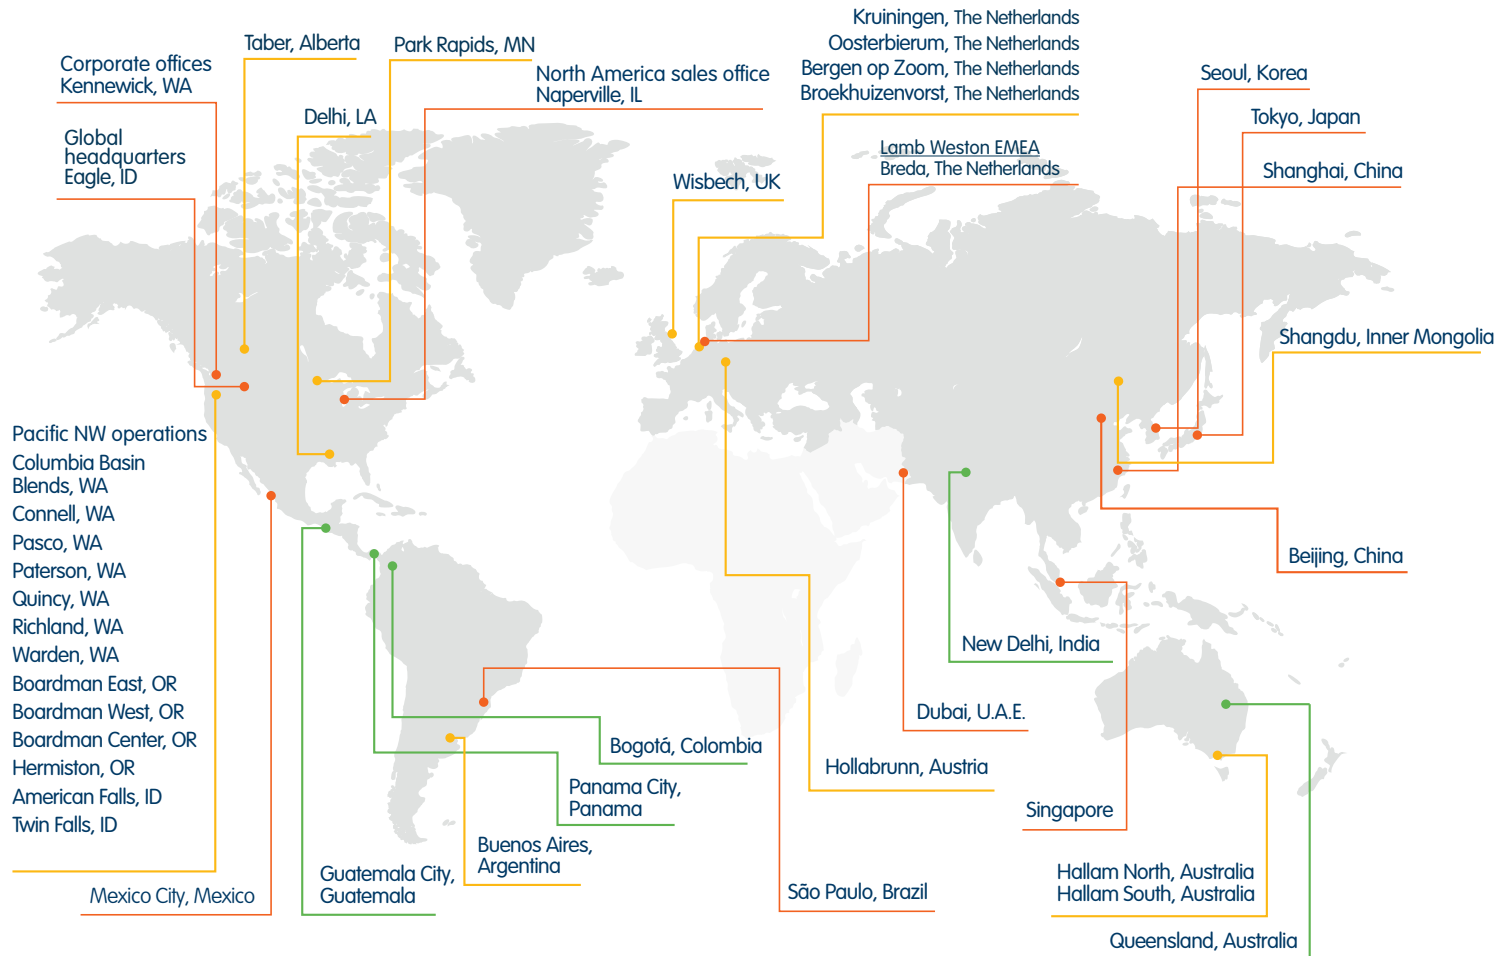 Taber, Alberta
Park Rapids, MN
Corporate offices
Kennewick, WA
North America sales office
Naperville, IL
Delhi, LA
Global
headquarters
Eagle, ID
Kruiningen, The Netherlands
Oosterbierum, The Netherlands
Bergen op Zoom, The Netherlands
Broekhuizenvorst, The Netherlands
Lamb Weston EMEA
Breda, The Netherlands
Wisbech, UK
Seoul, Korea
Tokyo, Japan
Shanghai, China
Shangdu, Inner Mongolia
Pacific NW operations
Columbia Basin
Blends, WA
Connell, WA
Pasco, WA
Paterson, WA
Quincy, WA
Richland, WA
Warden, WA
Boardman East, OR
Boardman West, OR
Boardman Center, OR
Hermiston, OR
American Falls, ID
Twin Falls, ID
Mexico City, Mexico
Guatemala City,
Guatemala
Buenos Aires,
Argentina
Panama City,
Panama
Bogotá, Colombia
São Paulo, Brazil
Hollabrunn, Austria
Dubai, U.A.E.
New Delhi, India
Beijing, China
Singapore
Hallam North, Australia
Hallam South, Australia
Queensland, Australia